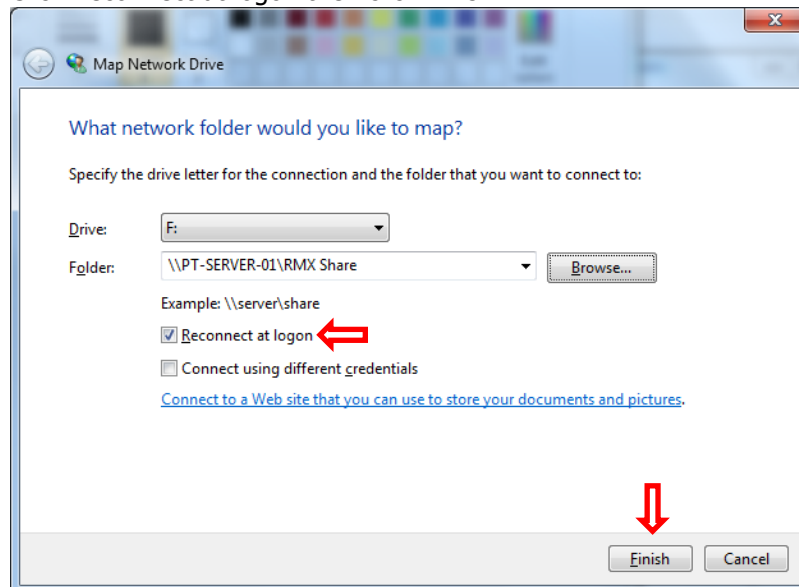 Map Network Drive
What network folder would you like to map?
Specify the drive letter for the connection and the folder that you want to connect to:
Drive: F:
Folder: \\PT-SERVER-01\RMX Share Browse...
Example: \\server\share
Reconnect at logon
Connect using different credentials
Connect to a Web site that you can use to store your documents and pictures.
Finish Cancel